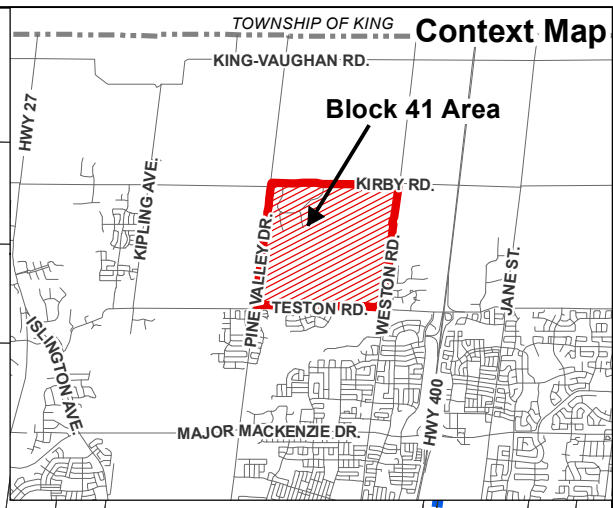 TOWNSHIP OF KING
Context Map
KING-VAUGHAN RD.
HWY 27
Block 41 Area
KIPLING AVE.
KIRBY RD.
PINE VALLEY DR.
WESTON RD.
JANE ST.
TESTON RD.
ISLINGTON AVE.
HWY 400
MAJOR MACKENZIE DR.